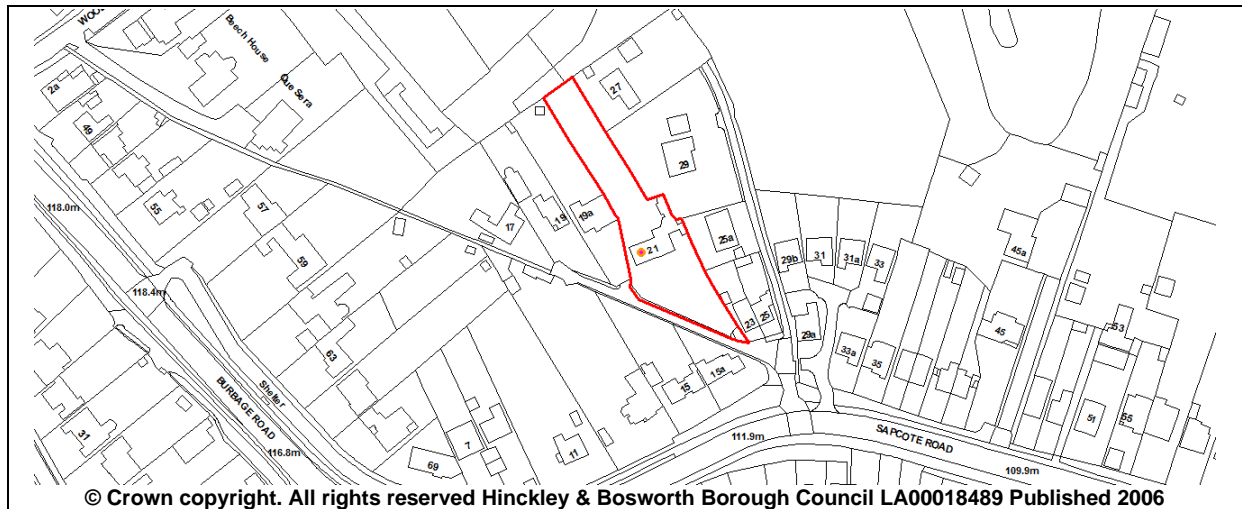 WOO
Beech House
Que Sera
2a
49
27
118.0m
55
57
17
19
19a
29
21
25a
59
29b
31
31a
33
45a
118.4m
23
25
29a
45
53
63
33a
35
BURBAGE ROAD
Shelter
15
15a
51
55
31
7
11
111.9m
SAPCOTE ROAD
116.8m
69
109.9m
© Crown copyright. All rights reserved Hinckley & Bosworth Borough Council LA00018489 Published 2006